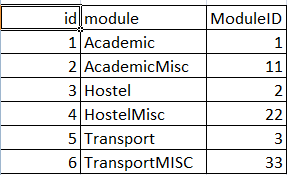 id module ModuleID
1 Academic 1
2 AcademicMisc 11
3 Hostel 2
4 HostelMisc 22
5 Transport 3
6 TransportMISC 33